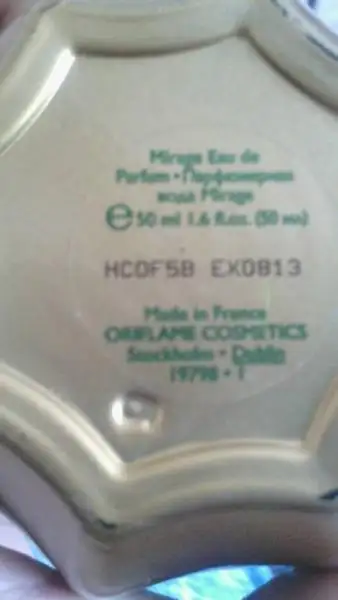 Mirage Eau de
Parfum • Парфюмерная
вода Mirage
℮ 50 ml 1.6 fl.oz. (50 мл)
HC0F5B EX0813
Made in France
ORIFLAME COSMETICS
Stockholm • Dublin
19798 • 1